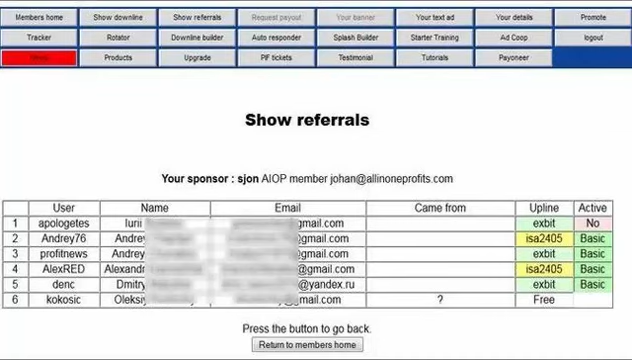 Members home Show downline Show referrals Request payout Your banner Your text ad Your details Promote
Tracker Rotator Downline builder Auto responder Splash Builder Starter Training Ad Coop logout
Products Upgrade PIF tickets Testimonial Tutorials Payoneer
Show referrals
Your sponsor : sjon AIOP member johan@allinoneprofits.com
User Name Email Came from Upline Active
1 apologetes Iurii @gmail.com exbit No
2 Andrey76 Andrey @gmail.com isa2405 Basic
3 profitnews Andrey @gmail.com exbit Basic
4 AlexRED Alexand @gmail.com isa2405 Basic
5 denc Dmitry @yandex.ru exbit Basic
6 kokosic Oleksiy @gmail.com ? Free
Press the button to go back.
Return to members home